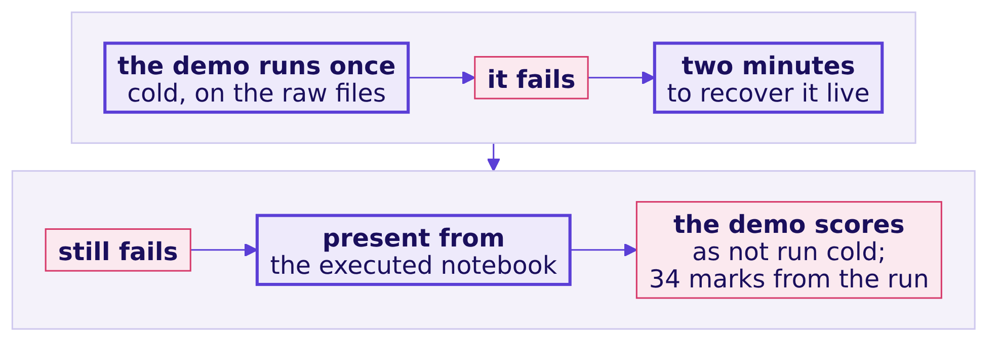 the demo runs once
cold, on the raw files
it fails
two minutes
to recover it live
still fails
present from
the executed notebook
the demo scores
as not run cold;
34 marks from the run